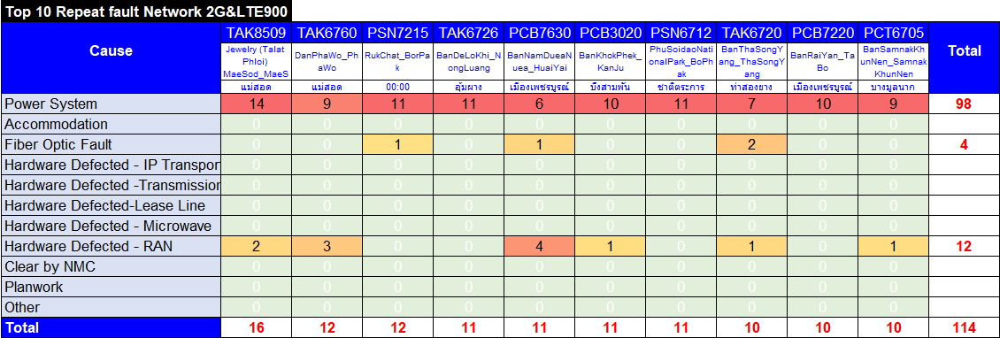 Top 10 Repeat fault Network 2G&LTE900
Cause TAK8509 TAK6760 PSN7215 TAK6726 PCB7630 PCB3020 PSN6712 TAK6720 PCB7220 PCT6705 Total
Jewelry (Talat Phloi) MaeSod_MaeS DanPhaWo_PhaWo RukChat_BorPak BanDeLoKhi_NongLuang BanNamDueaNuea_HuaiYai BanKhokPhek_KanJu PhuSoidaoNationalPark_BoPhak BanThaSongYang_ThaSongYang BanRaiYan_TaBo BanSamnakKhunNen_SamnakKhunNen
แม่สอด แม่สอด 00:00 อุ้มผาง เมืองเพชรบูรณ์ บึงสามพัน ชาติตระการ ท่าสองยาง เมืองเพชรบูรณ์ บางมูลนาก
Power System 14 9 11 11 6 10 11 7 10 9 98
Accommodation 0 0 0 0 0 0 0 0 0 0
Fiber Optic Fault 0 0 1 0 1 0 0 2 0 0 4
Hardware Defected - IP Transpor 0 0 0 0 0 0 0 0 0 0
Hardware Defected -Transmission 0 0 0 0 0 0 0 0 0 0
Hardware Defected-Lease Line 0 0 0 0 0 0 0 0 0 0
Hardware Defected - Microwave 0 0 0 0 0 0 0 0 0 0
Hardware Defected - RAN 2 3 0 0 4 1 0 1 0 1 12
Clear by NMC 0 0 0 0 0 0 0 0 0 0
Planwork 0 0 0 0 0 0 0 0 0 0
Other 0 0 0 0 0 0 0 0 0 0
Total 16 12 12 11 11 11 11 10 10 10 114